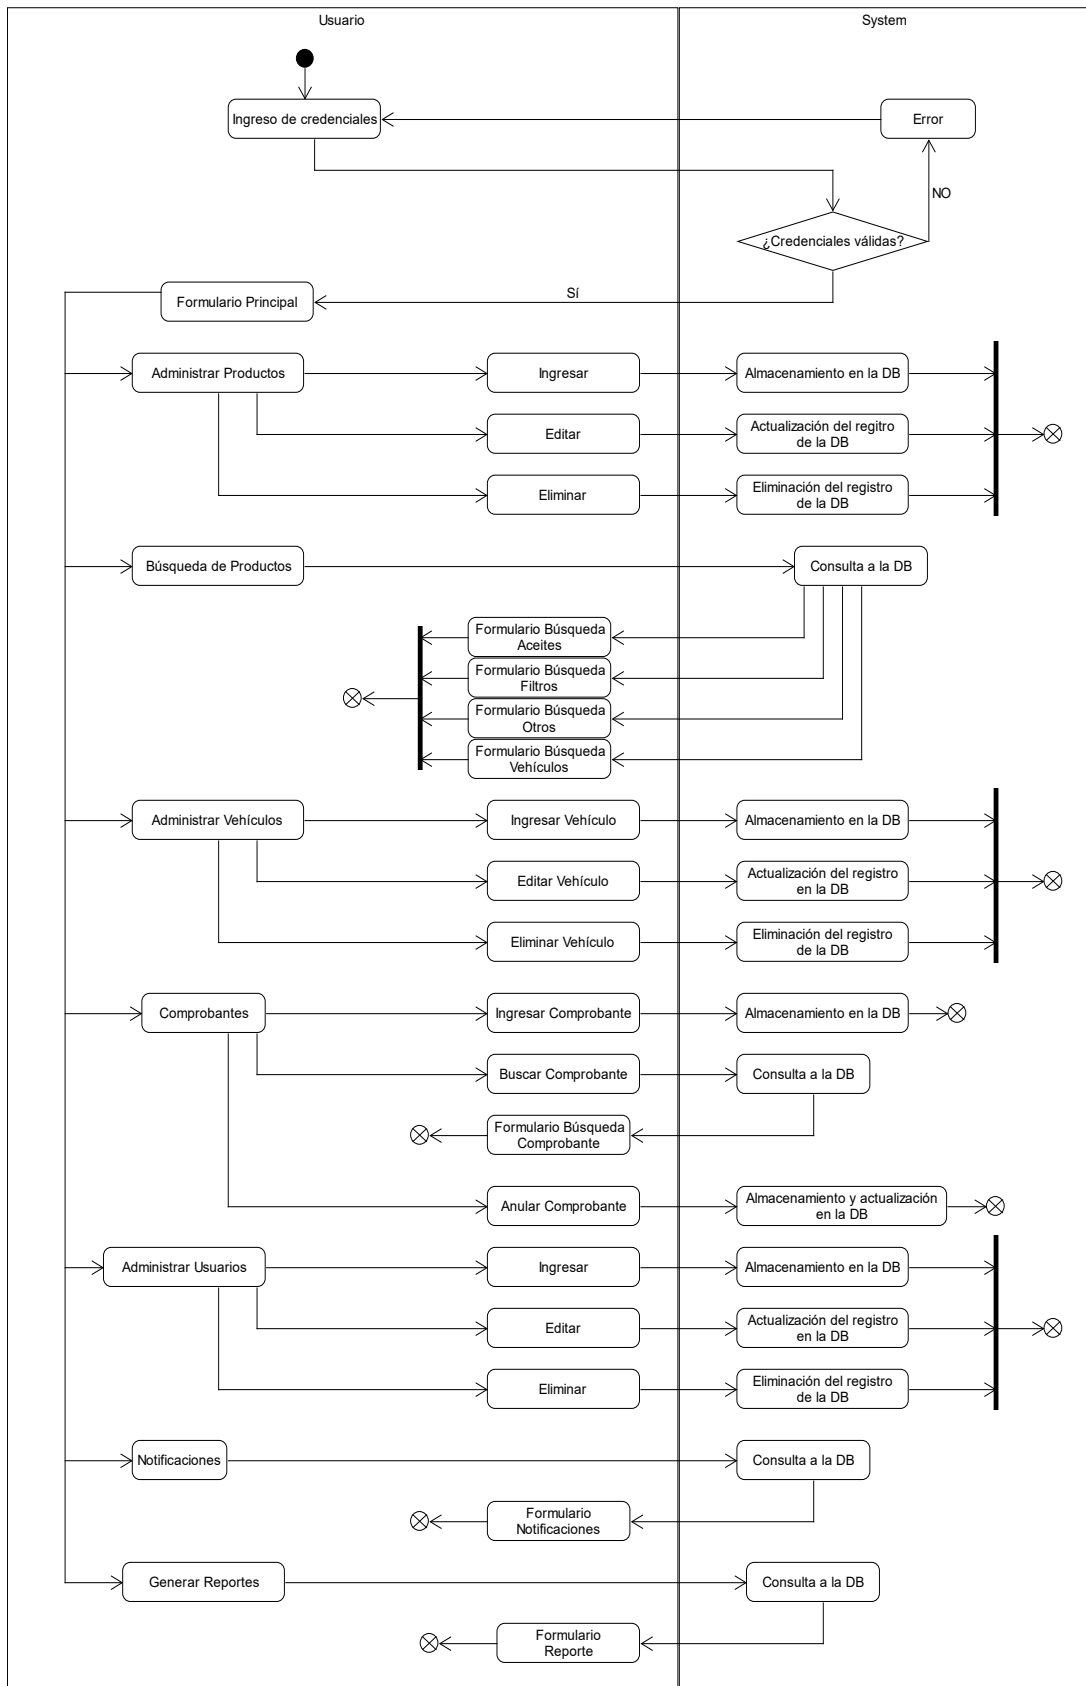 Usuario
System
Ingreso de credenciales
Error
NO
¿Credenciales válidas?
Sí
Formulario Principal
Administrar Productos
Ingresar
Almacenamiento en la DB
Editar
Actualización del regitro
de la DB
Eliminar
Eliminación del registro
de la DB
Búsqueda de Productos
Consulta a la DB
Formulario Búsqueda
Aceites
Formulario Búsqueda
Filtros
Formulario Búsqueda
Otros
Formulario Búsqueda
Vehículos
Administrar Vehículos
Ingresar Vehículo
Almacenamiento en la DB
Editar Vehículo
Actualización del registro
en la DB
Eliminar Vehículo
Eliminación del registro
de la DB
Comprobantes
Ingresar Comprobante
Almacenamiento en la DB
Buscar Comprobante
Consulta a la DB
Formulario Búsqueda
Comprobante
Anular Comprobante
Almacenamiento y actualización
en la DB
Administrar Usuarios
Ingresar
Almacenamiento en la DB
Editar
Actualización del registro
en la DB
Eliminar
Eliminación del registro
de la DB
Notificaciones
Consulta a la DB
Formulario
Notificaciones
Generar Reportes
Consulta a la DB
Formulario
Reporte